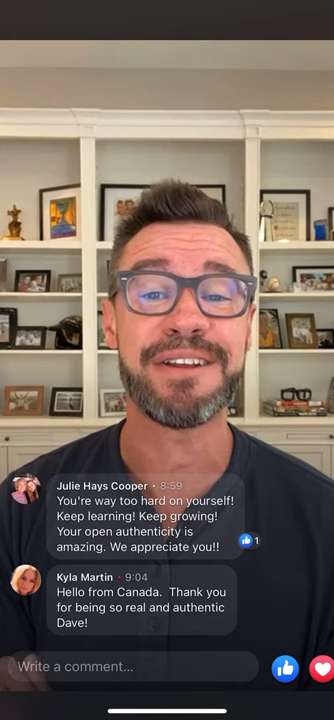 Julie Hays Cooper • 8:59
You're way too hard on yourself!
Keep learning! Keep growing!
Your open authenticity is
amazing. We appreciate you!!
1
Kyla Martin • 9:04
Hello from Canada.  Thank you
for being so real and authentic
Dave!
Write a comment...